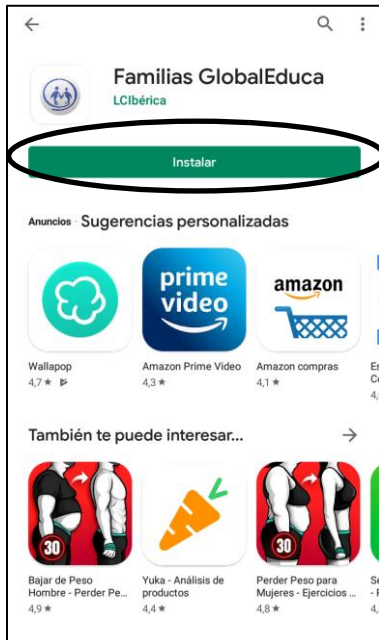 Familias GlobalEduca
LCIbérica
Instalar
Anuncios · Sugerencias personalizadas
prime
video
amazon
Wallapop
Amazon Prime Video
Amazon compras
4,7 ★
4,3 ★
4,1 ★
También te puede interesar...
30
30
Bajar de Peso
Hombre - Perder Pe...
Yuka - Análisis de
productos
Perder Peso para
Mujeres - Ejercicios ...
4,9 ★
4,4 ★
4,8 ★